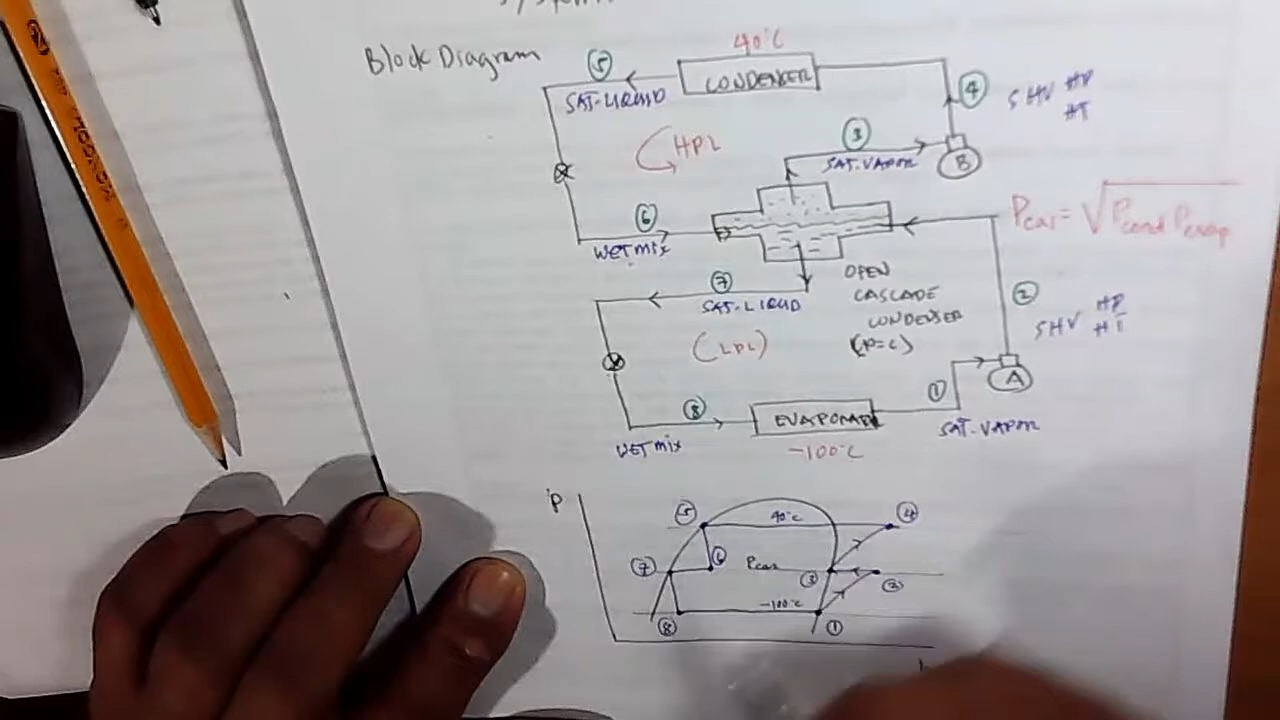 Block Diagram
40°C
CONDENSER
5
SAT-LIQUID
4
SHV HP
HT
HPL
3
SAT.VAPOR
B
6
WET mix
Pcas = √Pcond Pevap
7
SAT-LIQUID
OPEN
CASCADE
CONDENSER
(P=C)
2
SHV HP
HT
(LPL)
A
8
WET mix
EVAPORATOR
-100°C
1
SAT-VAPOR
P
5
40°C
4
7
6
Pcas
3
2
-100°C
8
1